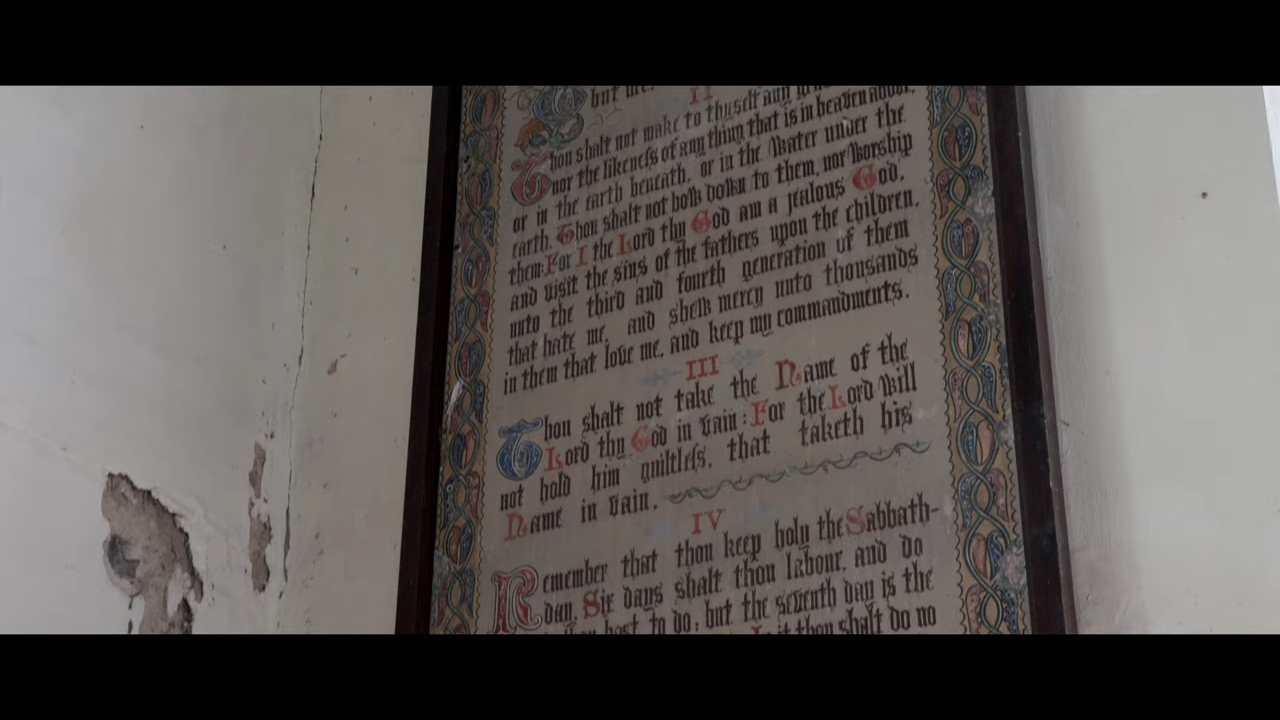 but me.
II
Thou shalt not make to thyself any
nor the likeness of any thing that is in heaven above,
or in the earth beneath, or in the Water under the
earth. Thou shalt not bow down to them, nor Worship
them: For I the Lord thy God am a jealous God,
and visit the sins of the fathers upon the children,
unto the third and fourth generation of them
that hate me, and shew mercy unto thousands
in them that love me, and keep my commandments.
III
Thou shalt not take the Name of the
Lord thy God in vain: For the Lord Will
not hold him guiltless, that taketh his
Name in vain.
IV
Remember that thou keep holy the Sabbath-
day. Six days shalt thou labour, and do
thou hast to do; but the seventh day is the
In it thou shalt do no